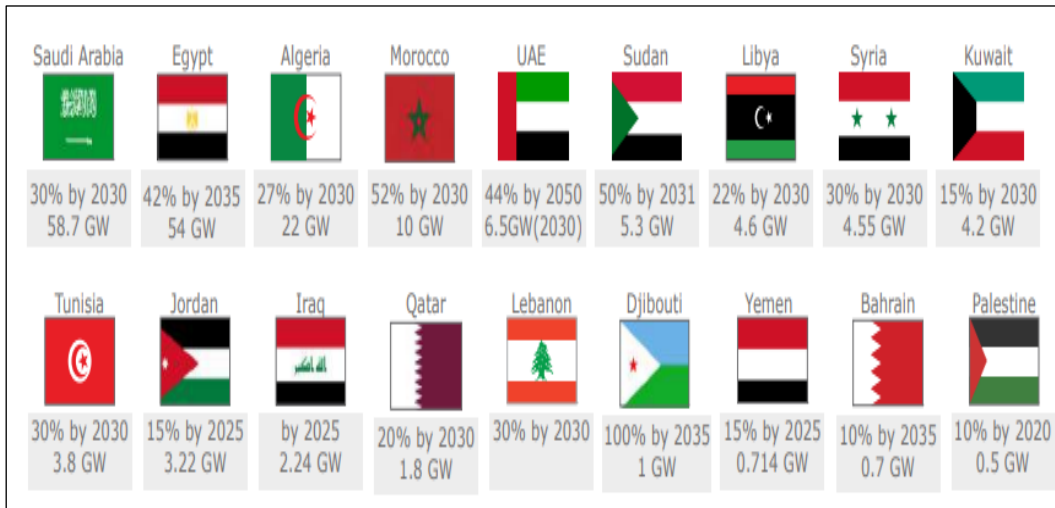 Saudi Arabia Egypt Algeria Morocco UAE Sudan Libya Syria Kuwait
30% by 2030 42% by 2035 27% by 2030 52% by 2030 44% by 2050 50% by 2031 22% by 2030 30% by 2030 15% by 2030
58.7 GW 54 GW 22 GW 10 GW 6.5GW(2030) 5.3 GW 4.6 GW 4.55 GW 4.2 GW
Tunisia Jordan Iraq Qatar Lebanon Djibouti Yemen Bahrain Palestine
30% by 2030 15% by 2025 by 2025 20% by 2030 30% by 2030 100% by 2035 15% by 2025 10% by 2035 10% by 2020
3.8 GW 3.22 GW 2.24 GW 1.8 GW 1 GW 0.714 GW 0.7 GW 0.5 GW